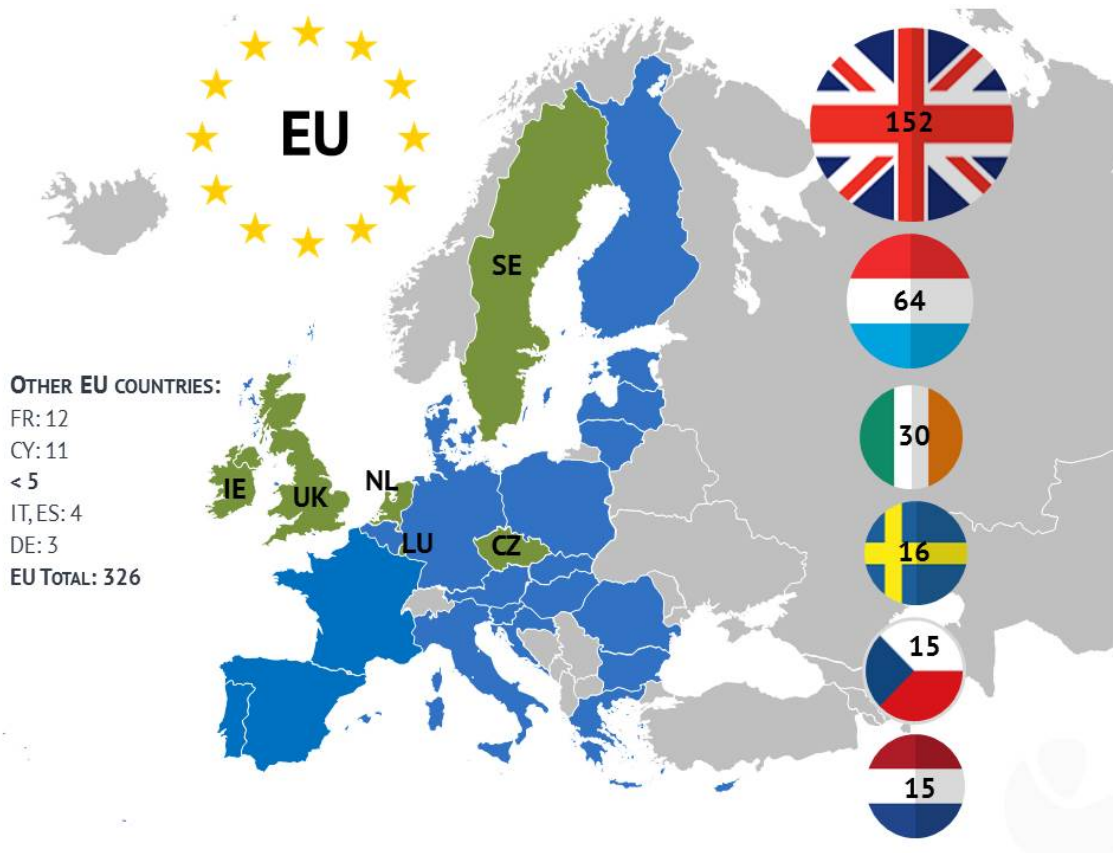 EU
152
SE
64
OTHER EU COUNTRIES:
FR: 12
CY: 11
< 5
IT, ES: 4
DE: 3
EU TOTAL: 326
30
IE
UK
NL
LU
CZ
16
15
15